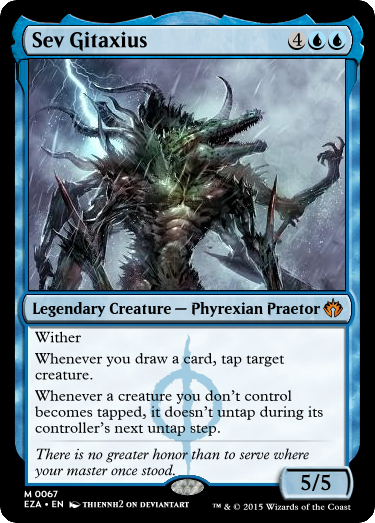 Sev Gitaxius 4
Legendary Creature — Phyrexian Praetor
Wither
Whenever you draw a card, tap target
creature.
Whenever a creature you don't control
becomes tapped, it doesn't untap during its
controller's next untap step.
There is no greater honor than to serve where
your master once stood.
5/5
M 0067
EZA • EN THIENNH2 ON DEVIANTART
™ & © 2015 Wizards of the Coast